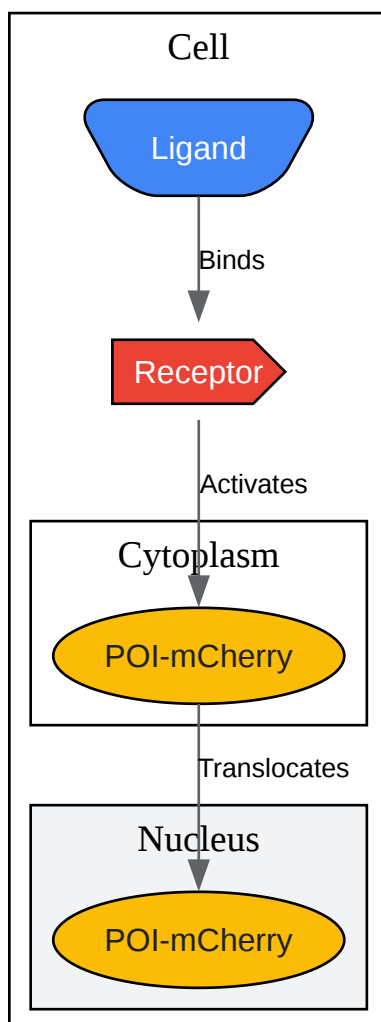 Cell
Ligand
Binds
Receptor
Activates
Cytoplasm
POI-mCherry
Translocates
Nucleus
POI-mCherry